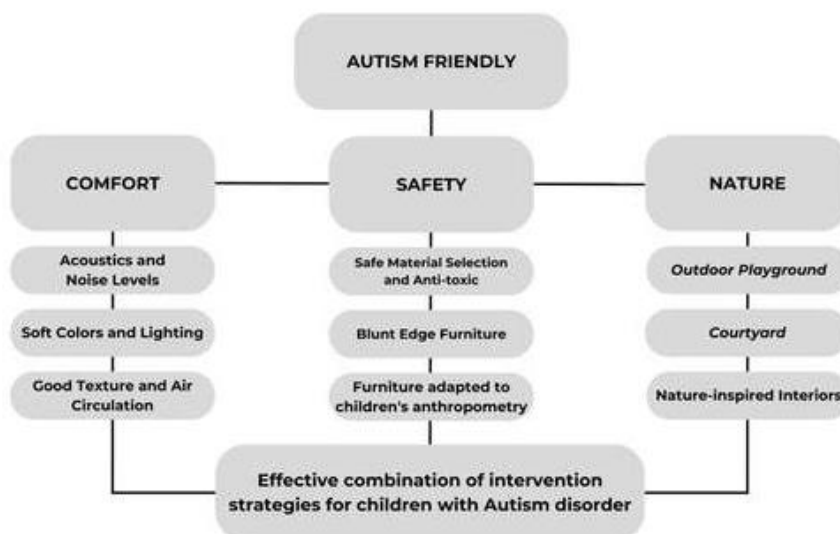 AUTISM FRIENDLY
COMFORT
SAFETY
NATURE
Acoustics and
Noise Levels
Safe Material Selection
and Anti-toxic
Outdoor Playground
Soft Colors and Lighting
Blunt Edge Furniture
Courtyard
Good Texture and Air
Circulation
Furniture adapted to
children's anthropometry
Nature-inspired Interiors
Effective combination of intervention
strategies for children with Autism disorder